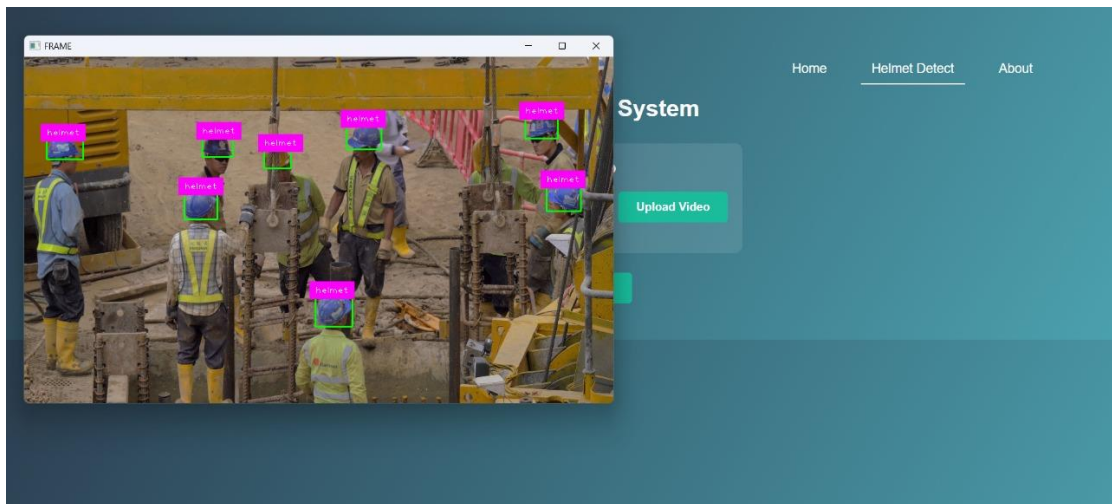 FRAME
Home
Helmet Detect
About
System
helmet
helmet
helmet
helmet
helmet
helmet
helmet
helmet
Upload Video